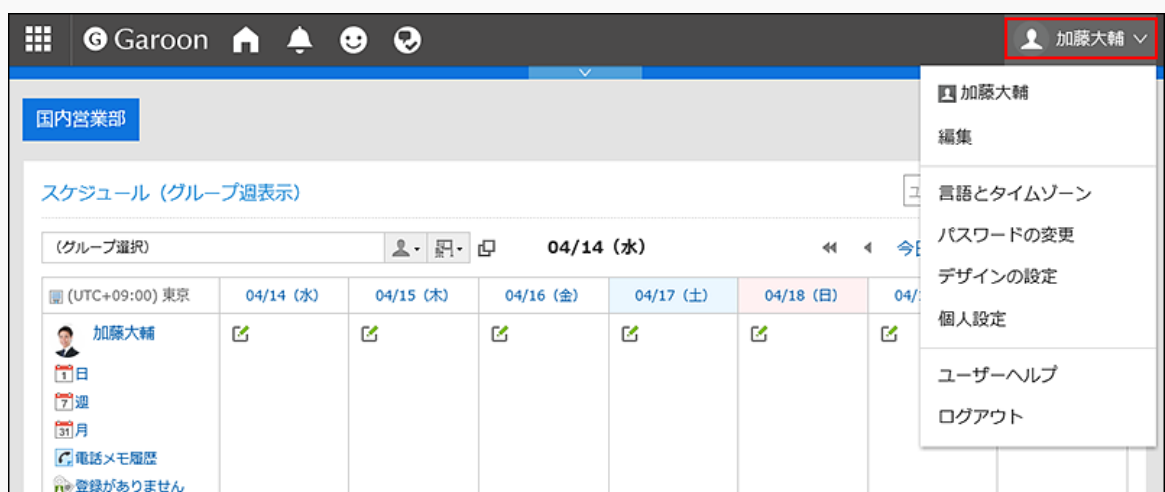 G Garoon
加藤大輔
国内営業部
加藤大輔
編集
言語とタイムゾーン
パスワードの変更
デザインの設定
個人設定
ユーザーヘルプ
ログアウト
スケジュール（グループ週表示）
(グループ選択)
04/14（水）
(UTC+09:00) 東京
04/14（水）
04/15（木）
04/16（金）
04/17（土）
04/18（日）
加藤大輔
1 日
7 週
31 月
電話メモ履歴
登録がありません